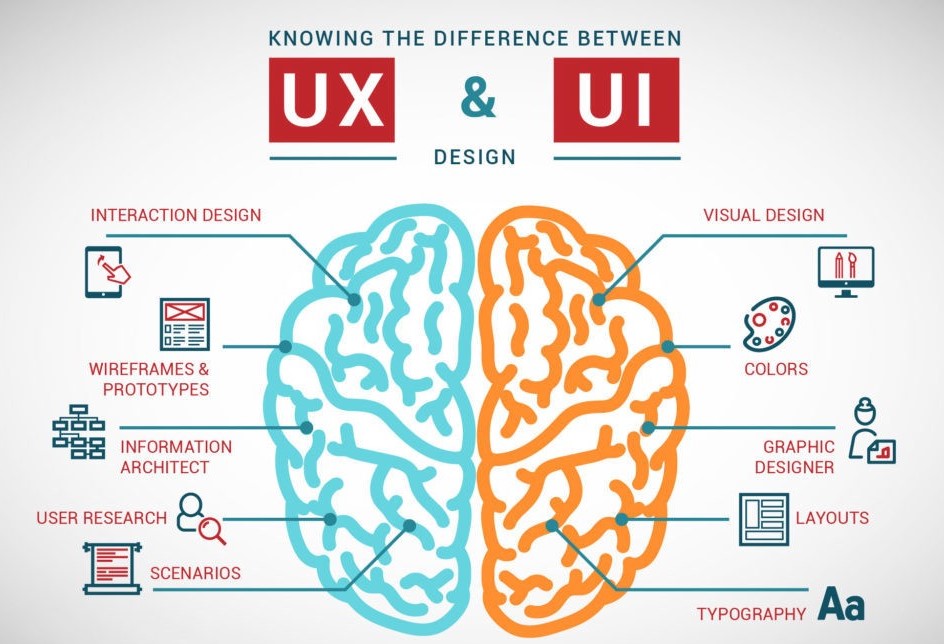 KNOWING THE DIFFERENCE BETWEEN
UX & UI
DESIGN
INTERACTION DESIGN
WIREFRAMES &
PROTOTYPES
INFORMATION
ARCHITECT
USER RESEARCH
SCENARIOS
VISUAL DESIGN
COLORS
GRAPHIC
DESIGNER
LAYOUTS
TYPOGRAPHY Aa